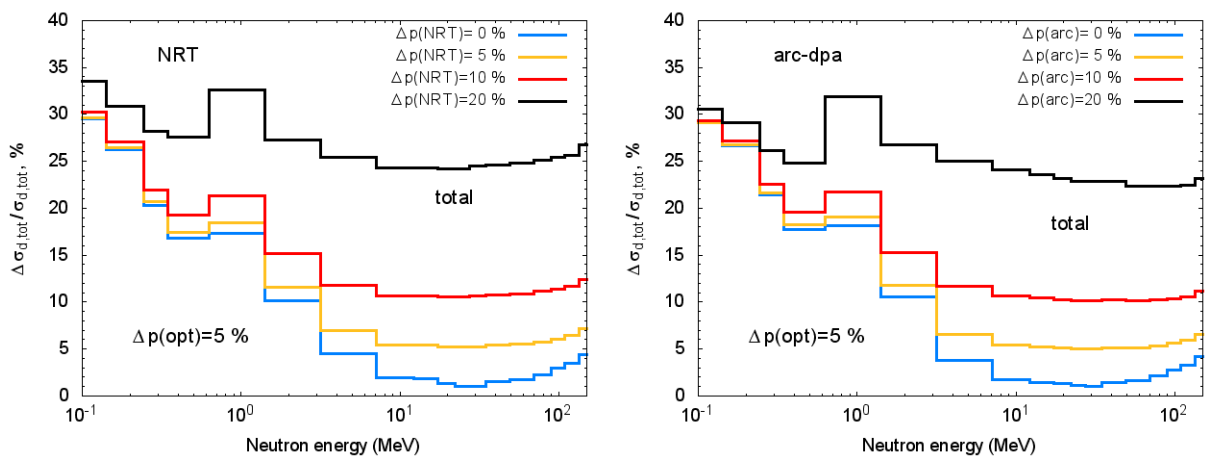 NRT
Δp(NRT)= 0 %
Δp(NRT)= 5 %
Δp(NRT)=10 %
Δp(NRT)=20 %
total
Δp(opt)=5 %
Δσd,tot/σd,tot, %
40
35
30
25
20
15
10
5
0
10-1
100
101
102
Neutron energy (MeV)
arc-dpa
Δp(arc)= 0 %
Δp(arc)= 5 %
Δp(arc)=10 %
Δp(arc)=20 %
total
Δp(opt)=5 %
Δσd,tot/σd,tot, %
40
35
30
25
20
15
10
5
0
10-1
100
101
102
Neutron energy (MeV)